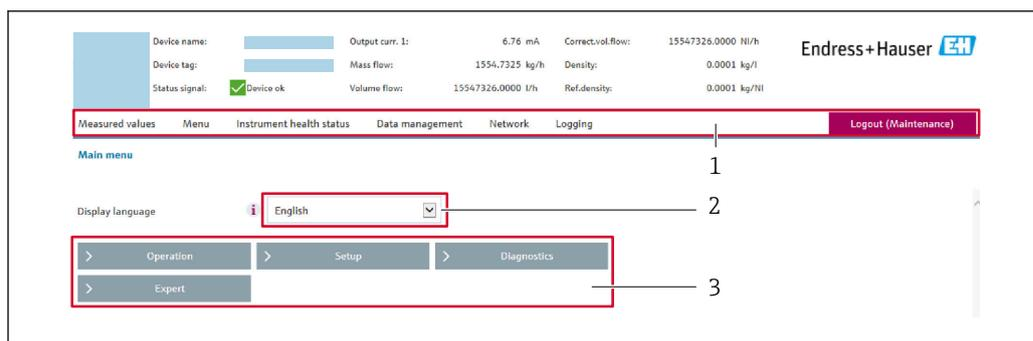 Device name: Output curr. 1: 6.76 mA Correct.vol.flow: 15547326.0000 Nl/h
Endress+Hauser EH
Device tag: Mass flow: 1554.7325 kg/h Density: 0.0001 kg/l
Status signal: Device ok Volume flow: 15547326.0000 l/h Ref.density: 0.0001 kg/Nl
Measured values Menu Instrument health status Data management Network Logging Logout (Maintenance)
1
Main menu
Display language i English 2
> Operation > Setup > Diagnostics
> Expert 3